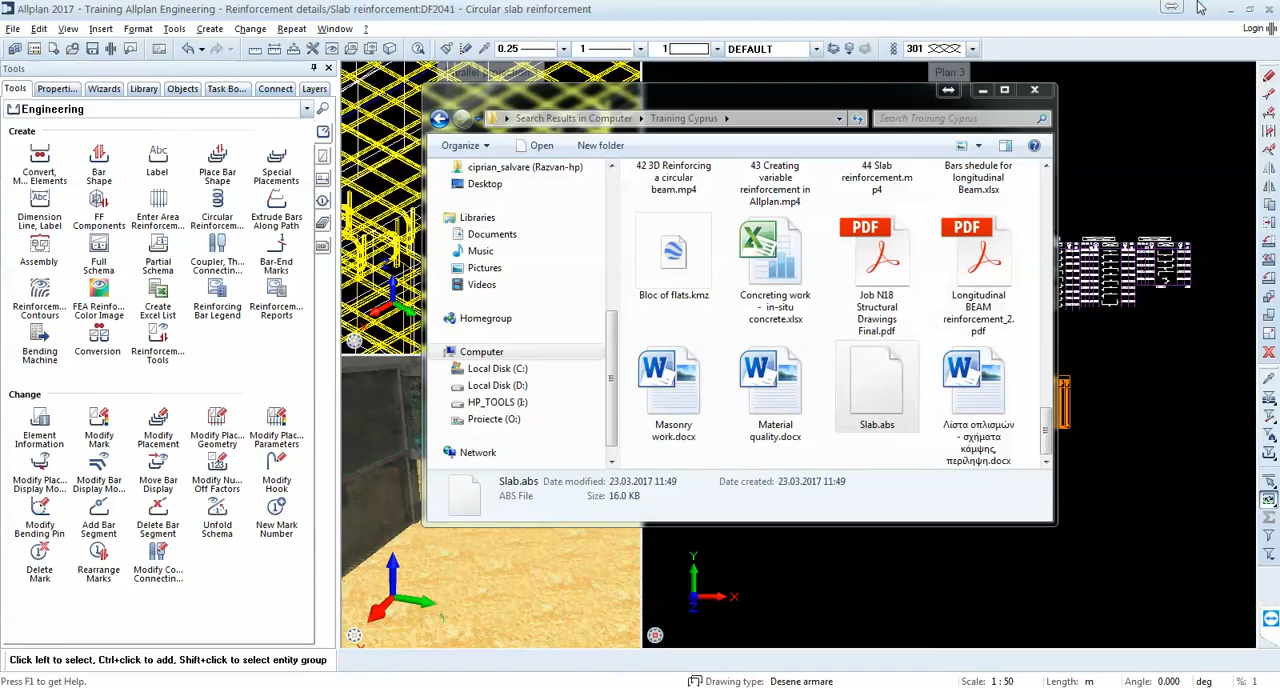 Allplan 2017 - Training Allplan Engineering - Reinforcement details/Slab reinforcement:DF2041 - Circular slab reinforcement
File Edit View Insert Format Tools Create Change Repeat Window ?
Login
0.25 1 1 DEFAULT 301
Tools
Tools Properti... Wizards Library Objects Task Bo... Connect Layers
Engineering
Create
Convert, M... Elements
Bar Shape
Label
Place Bar Shape
Special Placements
Dimension Line, Label
FF Components
Enter Area Reinforcem...
Circular Reinforcem...
Extrude Bars Along Path
Assembly
Full Schema
Partial Schema
Coupler, Th... Connectin...
Bar-End Marks
Reinforcem... Contours
FEA Reinfor... Color Image
Create Excel List
Reinforcing Bar Legend
Reinforcem... Reports
Bending Machine
Conversion
Reinforcem... Tools
Change
Element Information
Modify Mark
Modify Placement
Modify Plac... Geometry
Modify Plac... Parameters
Modify Plac... Display Mo...
Modify Bar Display Mo...
Move Bar Display
Modify Nu... Off Factors
Modify Hook
Modify Bending Pin
Add Bar Segment
Delete Bar Segment
Unfold Schema
New Mark Number
Delete Mark
Rearrange Marks
Modify Co... Connectin...
Plan:3
Search Results in Computer Training Cyprus
Search Training Cyprus
Organize Open New folder
ciprian_salvare (Razvan-hp)
Desktop
Libraries
Documents
Music
Pictures
Videos
Homegroup
Computer
Local Disk (C:)
Local Disk (D:)
HP_TOOLS (I:)
Proiecte (O:)
Network
42 3D Reinforcing a circular beam.mp4
43 Creating variable reinforcement in Allplan.mp4
44 Slab reinforcement.mp4
Bars shedule for longitudinal Beam.xlsx
Bloc of flats.kmz
Concreting work - in-situ concrete.xlsx
PDF
Job N18 Structural Drawings Final.pdf
PDF
Longitudinal BEAM reinforcement_2.pdf
Masonry work.docx
Material quality.docx
Slab.abs
Λίστα οπλισμών - σχήματα κάμψης, περίληψη.docx
Slab.abs Date modified: 23.03.2017 11:49 Date created: 23.03.2017 11:49
ABS File Size: 16.0 KB
Y
X
Z
Click left to select, Ctrl+click to add, Shift+click to select entity group
Press F1 to get Help.
Drawing type: Desene armare Scale: 1 : 50 Length: m Angle: 0.000 deg %: 1